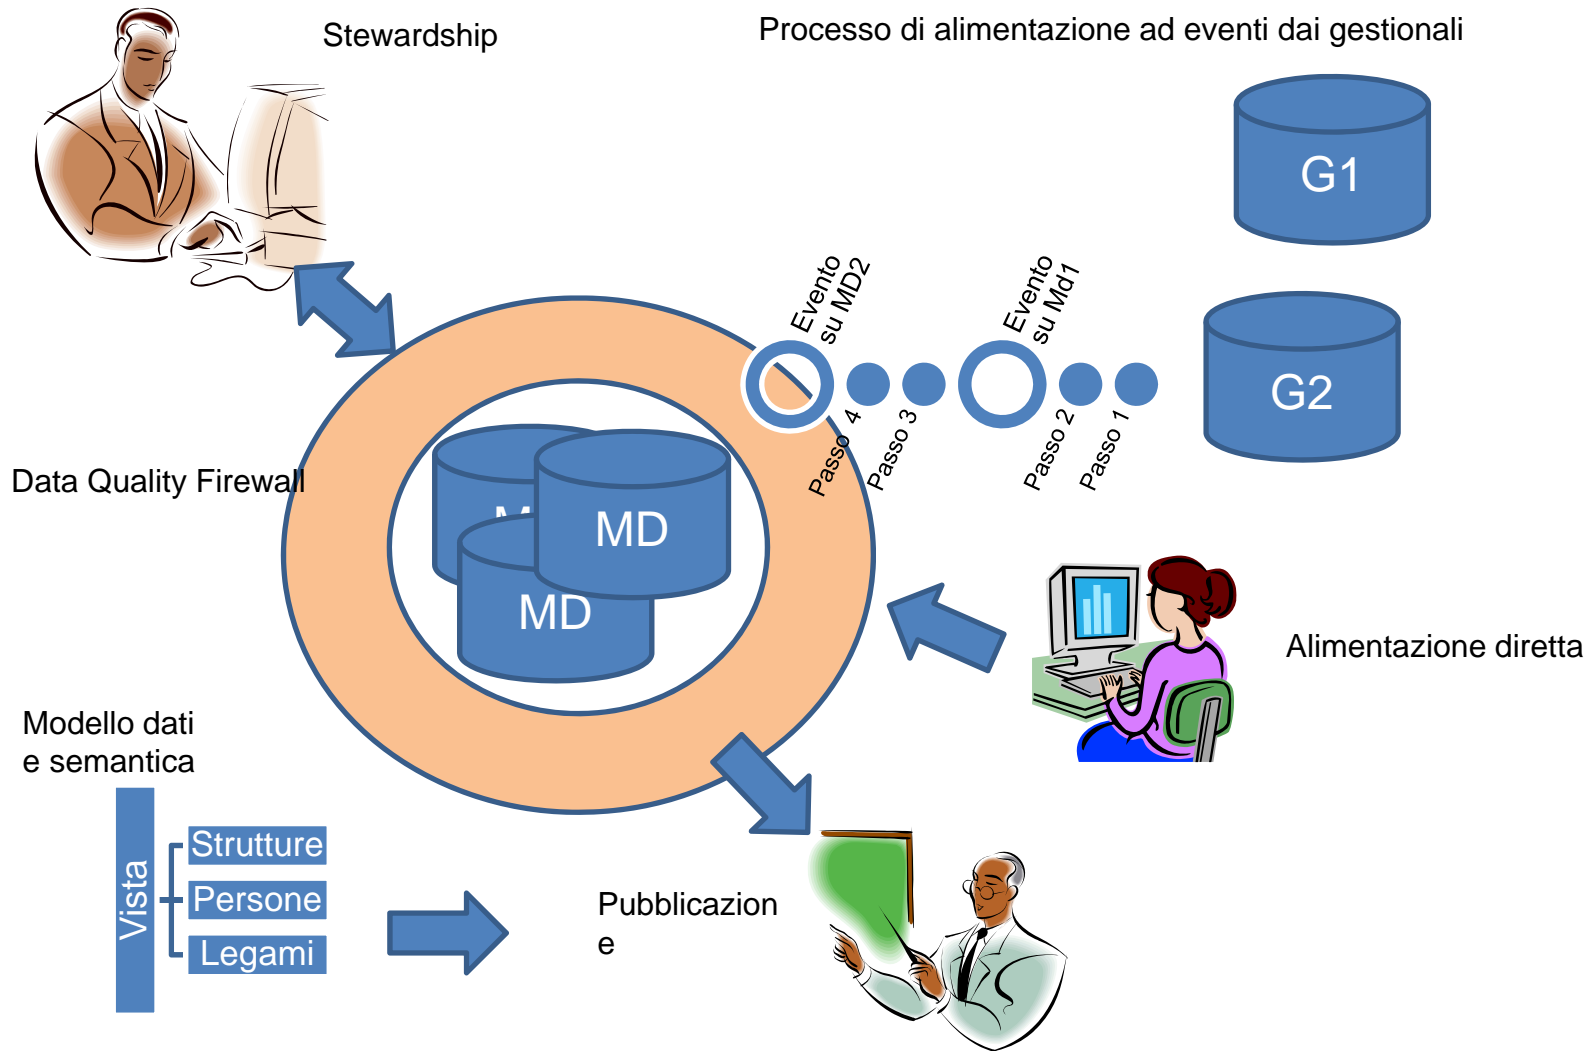 Stewardship
Processo di alimentazione ad eventi dai gestionali
G1
Evento
su MD2
Evento
su Md1
G2
Passo 4
Passo 3
Passo 2
Passo 1
Data Quality Firewall
MD
MD
Alimentazione diretta
Modello dati
e semantica
Vista
Strutture
Persone
Legami
Pubblicazion
e